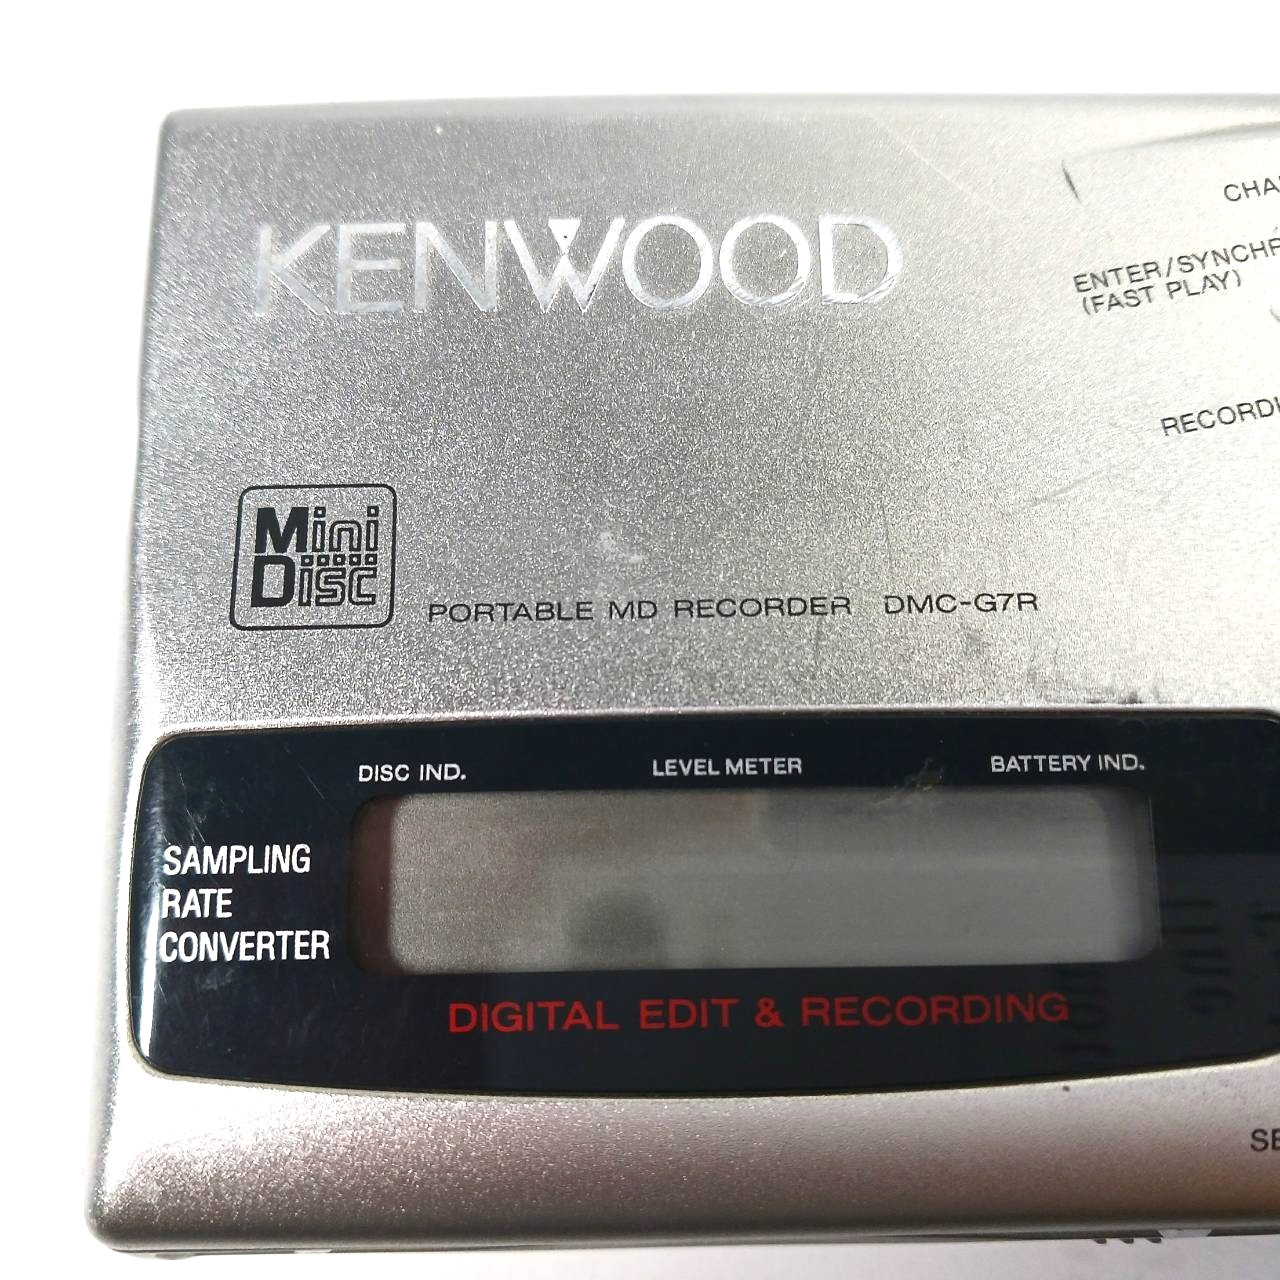 KENWOOD
ENTER/SYNCHR
(FAST PLAY)
Mini
Disc
PORTABLE MD RECORDER DMC-G7R
DISC IND. LEVEL METER BATTERY IND.
SAMPLING
RATE
CONVERTER
DIGITAL EDIT & RECORDING